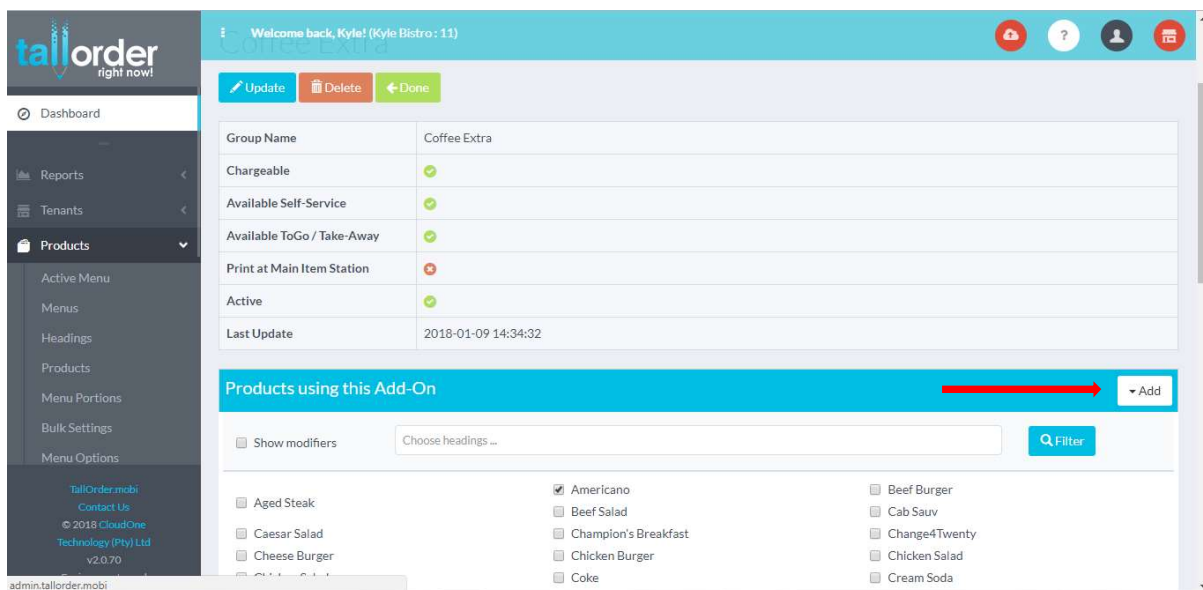 tallorder
right now!
Welcome back, Kyle! (Kyle Bistro : 11)
Coffee Extra
?
Update
Delete
Done
Dashboard
Reports
Tenants
Products
Active Menu
Menus
Headings
Products
Menu Portions
Bulk Settings
Menu Options
TallOrder.mobi
Contact Us
© 2018 CloudOne
Technology (Pty) Ltd
v2.0.70
admin.tallorder.mobi
Group Name Coffee Extra
Chargeable
Available Self-Service
Available ToGo / Take-Away
Print at Main Item Station
Active
Last Update 2018-01-09 14:34:32
Products using this Add-On
Add
Show modifiers Choose headings ... Filter
Aged Steak Americano Beef Burger
Beef Salad Cab Sauv
Caesar Salad Champion's Breakfast Change4Twenty
Cheese Burger Chicken Burger Chicken Salad
Coke Cream Soda